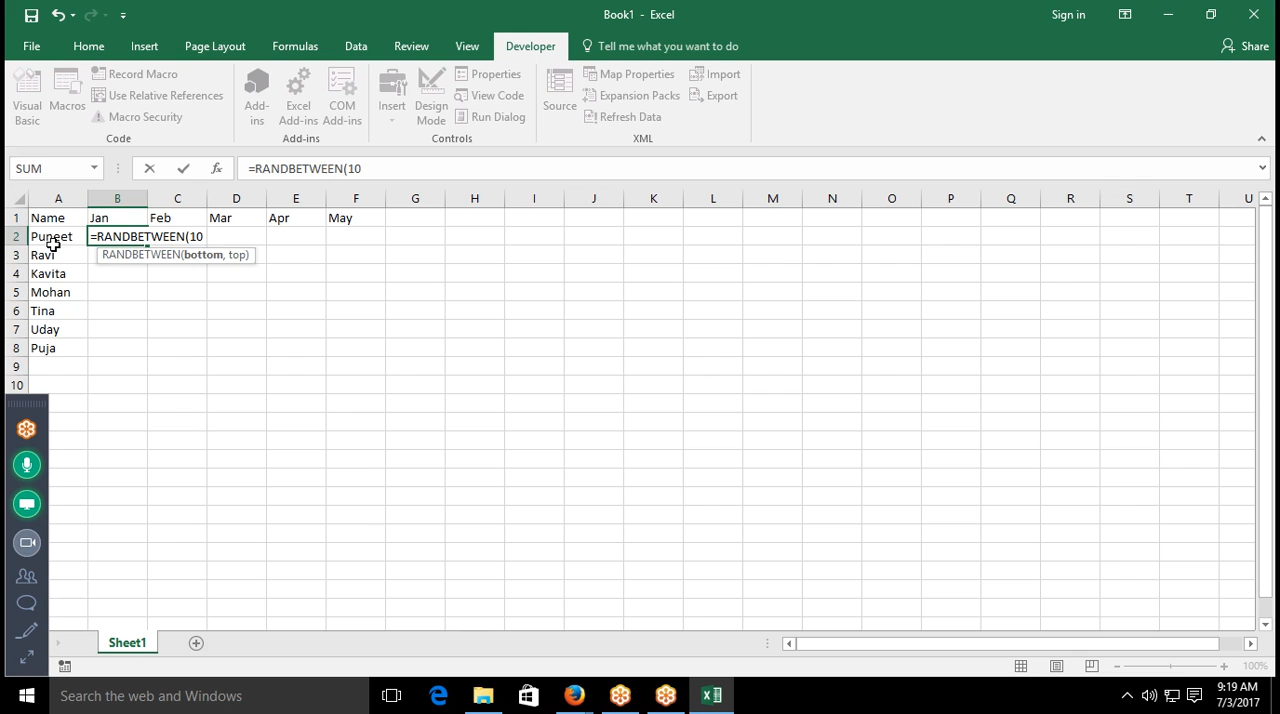 Book1 - Excel
Sign in
File Home Insert Page Layout Formulas Data Review View Developer Tell me what you want to do Share
Visual Basic
Macros
Record Macro
Use Relative References
Macro Security
Code
Add-ins
Excel Add-ins
COM Add-ins
Add-ins
Insert
Design Mode
Properties
View Code
Run Dialog
Controls
Source
Map Properties
Expansion Packs
Refresh Data
Import
Export
XML
SUM
fx
=RANDBETWEEN(10
A B C D E F G H I J K L M N O P Q R S T U
1 Name Jan Feb Mar Apr May
2 Puneet =RANDBETWEEN(10
3 Ravi RANDBETWEEN(bottom, top)
4 Kavita
5 Mohan
6 Tina
7 Uday
8 Puja
9
10
Sheet1
100%
Search the web and Windows
9:19 AM
7/3/2017